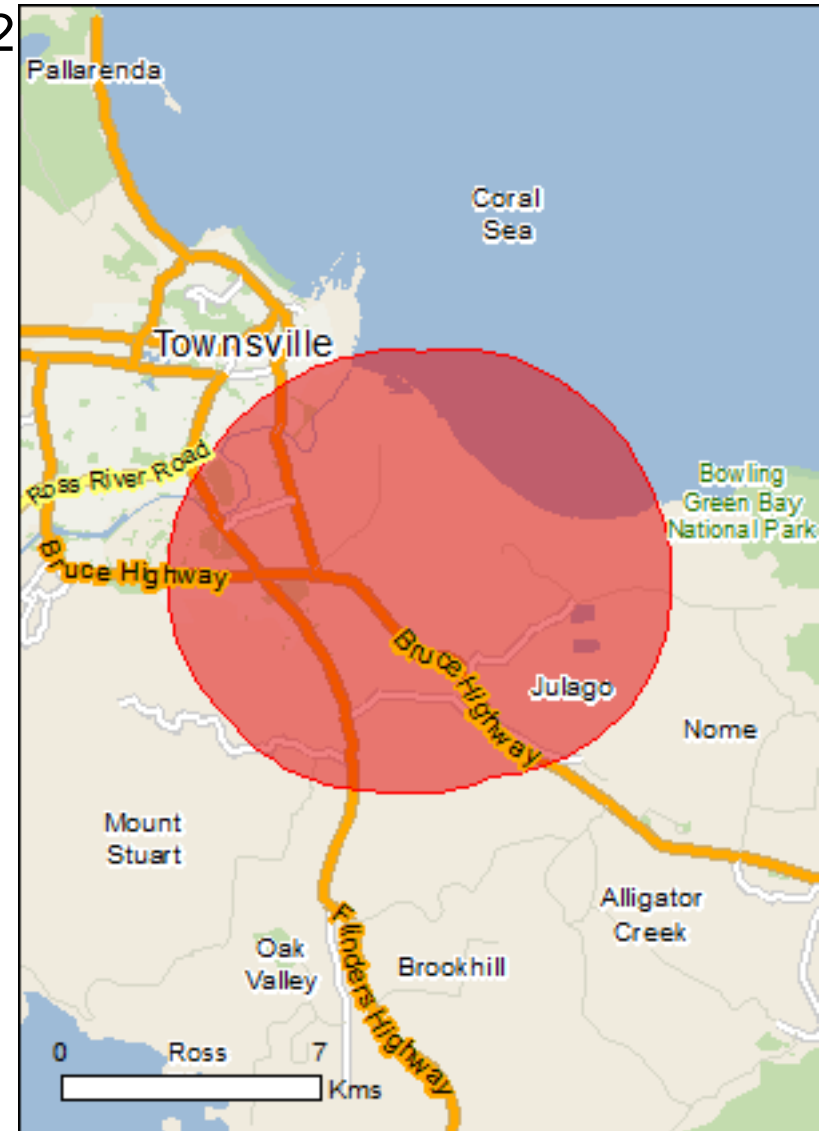 2
Pallarenda
Coral
Sea
Townsville
Ross River Road
Bowling
Green Bay
National Park
Bruce Highway
Bruce Highway
Julago
Nome
Mount
Stuart
Alligator
Creek
Oak
Valley
Brookhill
Flinders Highway
0 Ross 7
Kms